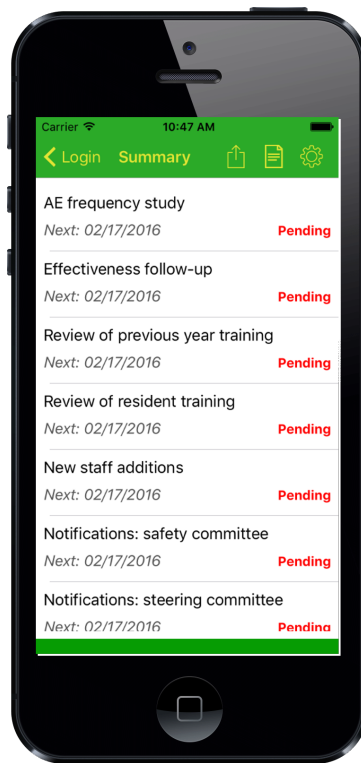 Carrier 10:47 AM
Login Summary
AE frequency study
Next: 02/17/2016 Pending
Effectiveness follow-up
Next: 02/17/2016 Pending
Review of previous year training
Next: 02/17/2016 Pending
Review of resident training
Next: 02/17/2016 Pending
New staff additions
Next: 02/17/2016 Pending
Notifications: safety committee
Next: 02/17/2016 Pending
Notifications: steering committee
Next: 02/17/2016 Pending